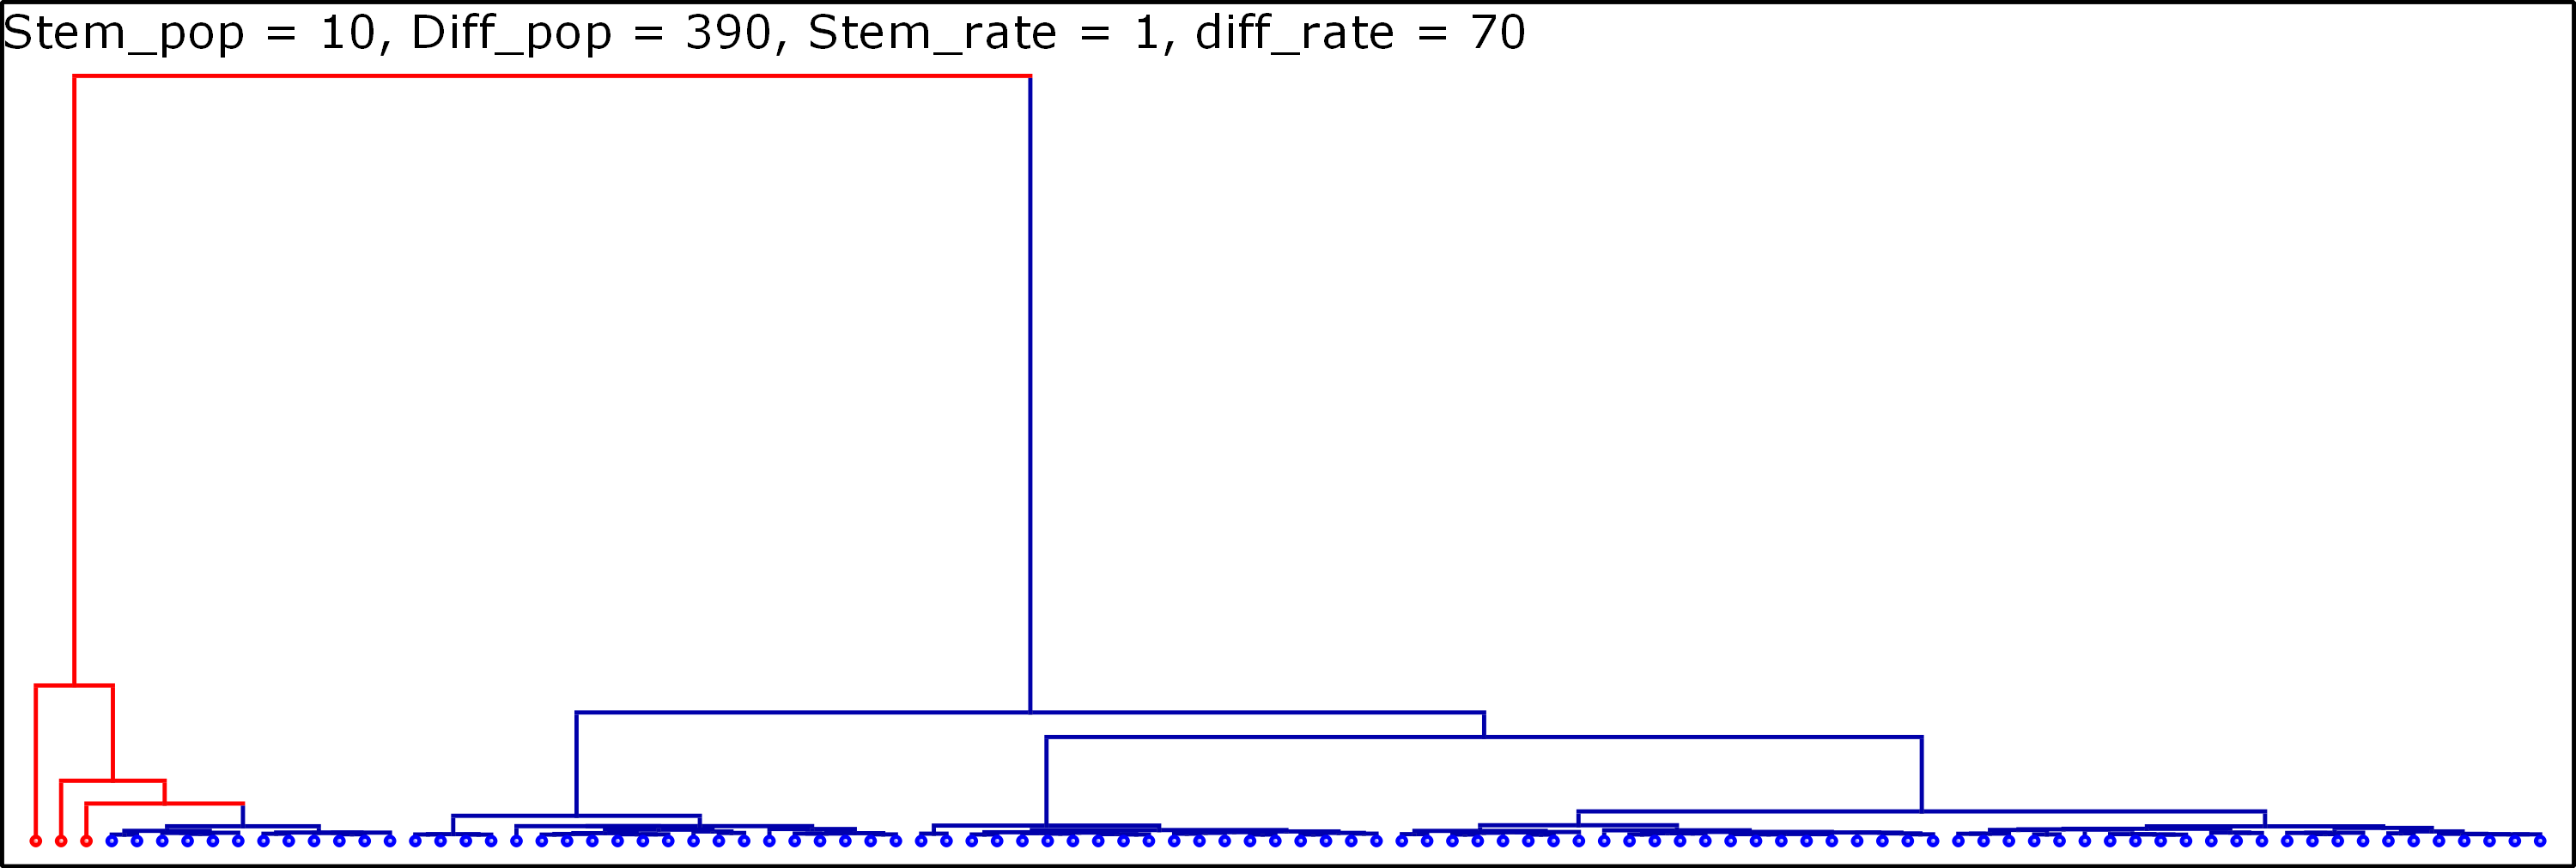 Stem_pop = 10, Diff_pop = 390, Stem_rate = 1, diff_rate = 70